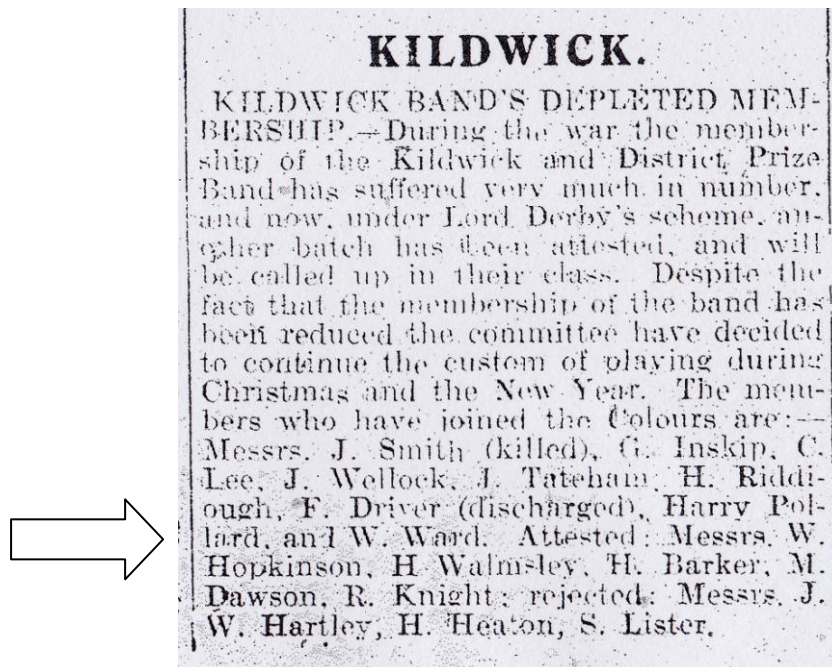 KILDWICK.
KILDWICK BAND'S DEPLETED MEM-
BERSHIP.—During the war the member-
ship of the Kildwick and District Prize
Band has suffered very much in number,
and now, under Lord Derby's scheme, an-
other batch has been attested, and will
be called up in their class. Despite the
fact that the membership of the band has
been reduced the committee have decided
to continue the custom of playing during
Christmas and the New Year. The mem-
bers who have joined the Colours are:—
Messrs. J. Smith (killed), G. Inskip, C.
Lee, J. Wellock, J. Tateham, H. Riddi-
ough, F. Driver (discharged), Harry Pol-
lard, and W. Ward. Attested: Messrs. W.
Hopkinson, H Walmsley, H. Barker, M.
Dawson, R. Knight; rejected: Messrs. J.
W. Hartley, H. Heaton, S. Lister.